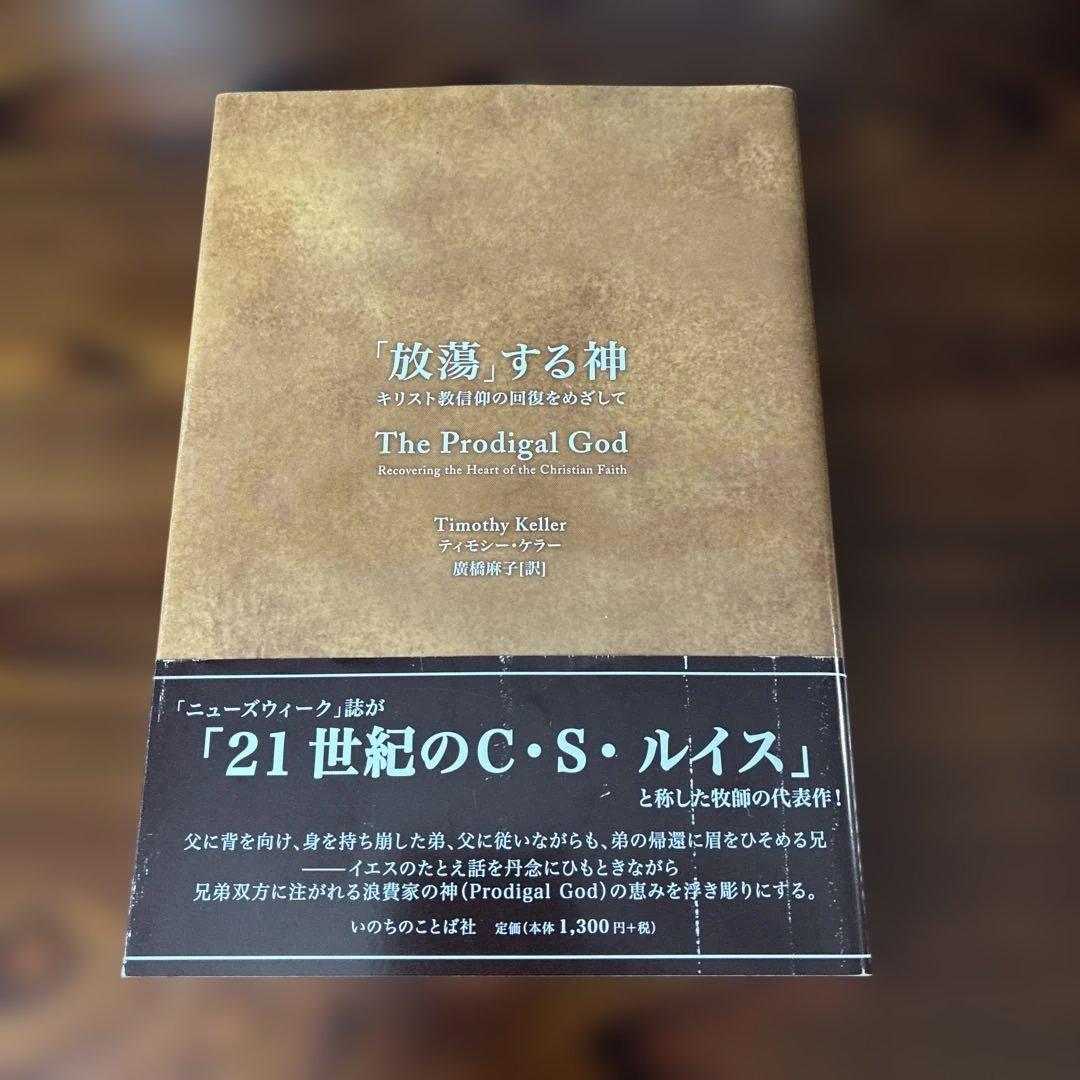 「放蕩」する神
キリスト教信仰の回復をめざして
The Prodigal God
Recovering the Heart of the Christian Faith
Timothy Keller
ティモシー・ケラー
廣橋麻子[訳]
「ニューズウィーク」誌が
「21世紀のC・S・ルイス」
と称した牧師の代表作!
父に背を向け、身を持ち崩した弟、父に従いながらも、弟の帰還に眉をひそめる兄
――イエスのたとえ話を丹念にひもときながら
兄弟双方に注がれる浪費家の神(Prodigal God)の恵みを浮き彫りにする。
いのちのことば社 定価(本体1,300円+税)